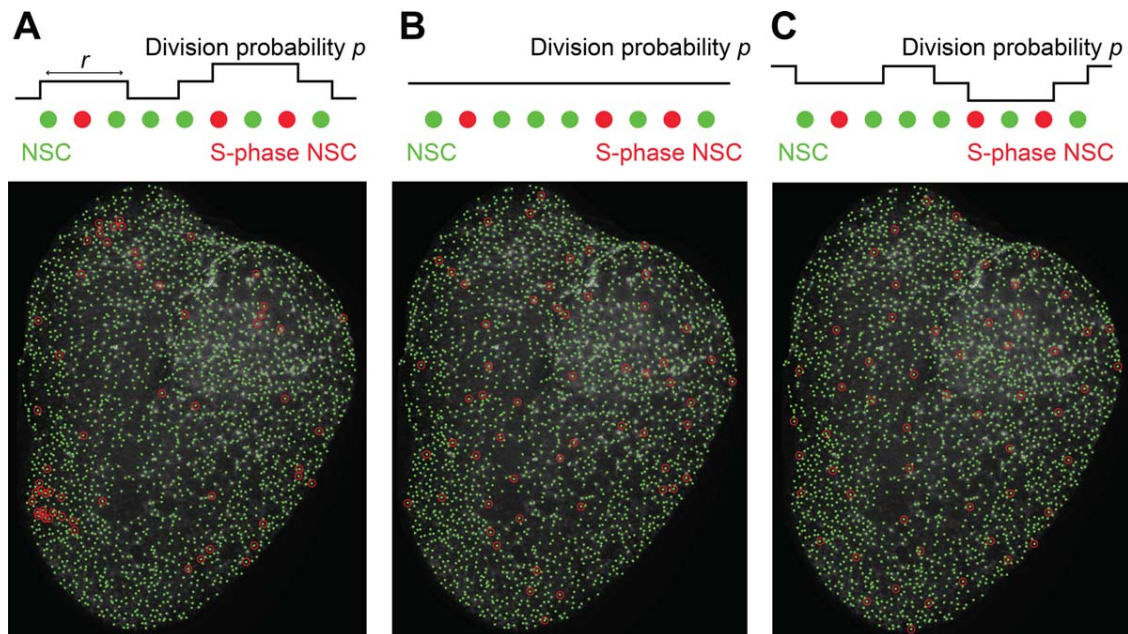 A
Division probability p
r
NSC
S-phase NSC
B
Division probability p
NSC
S-phase NSC
C
Division probability p
NSC
S-phase NSC